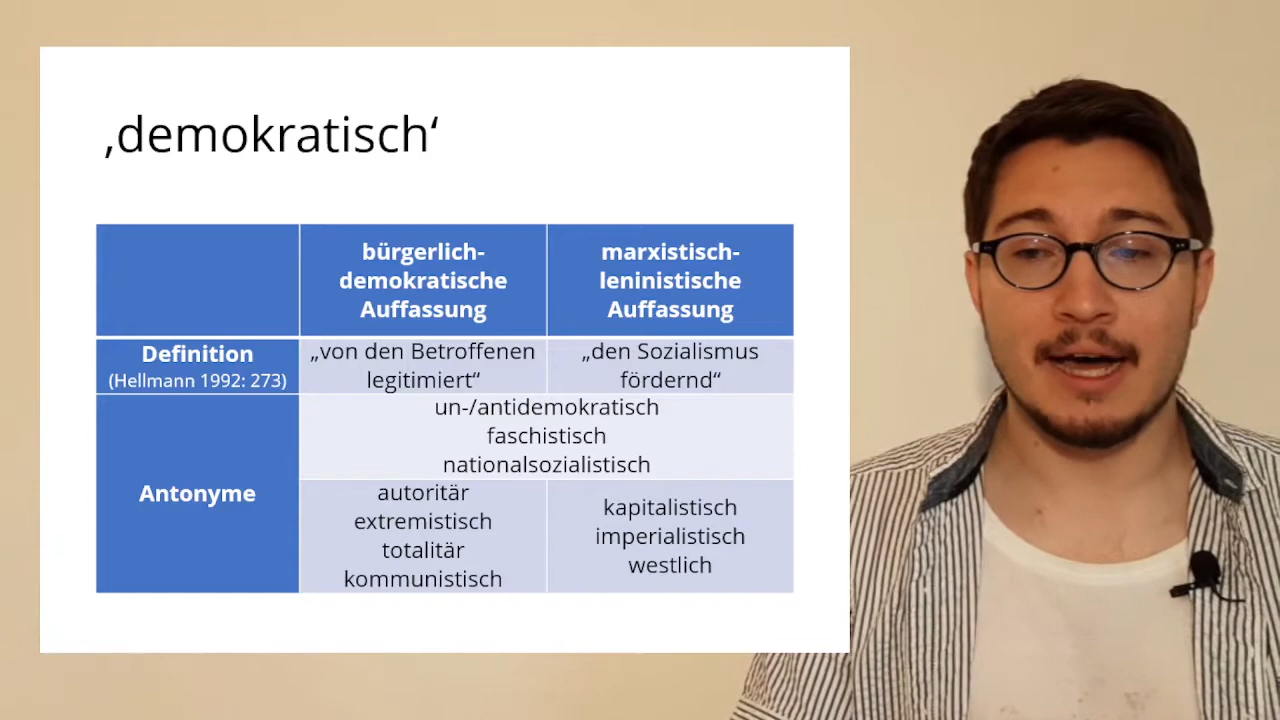 ‚demokratisch‘
bürgerlich-
demokratische
Auffassung
marxistisch-
leninistische
Auffassung
Definition
(Hellmann 1992: 273)
„von den Betroffenen
legitimiert“
„den Sozialismus
fördernd“
Antonyme
un-/antidemokratisch
faschistisch
nationalsozialistisch
autoritär
extremistisch
totalitär
kommunistisch
kapitalistisch
imperialistisch
westlich